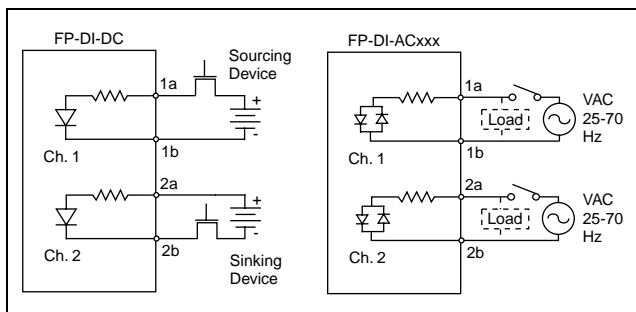 FP-DI-DC
Sourcing
Device
1a
+
-
1b
Ch. 1
2a
+
-
2b
Ch. 2
Sinking
Device
FP-DI-ACxxx
1a
Load
VAC
25-70
Hz
1b
Ch. 1
2a
Load
VAC
25-70
Hz
2b
Ch. 2